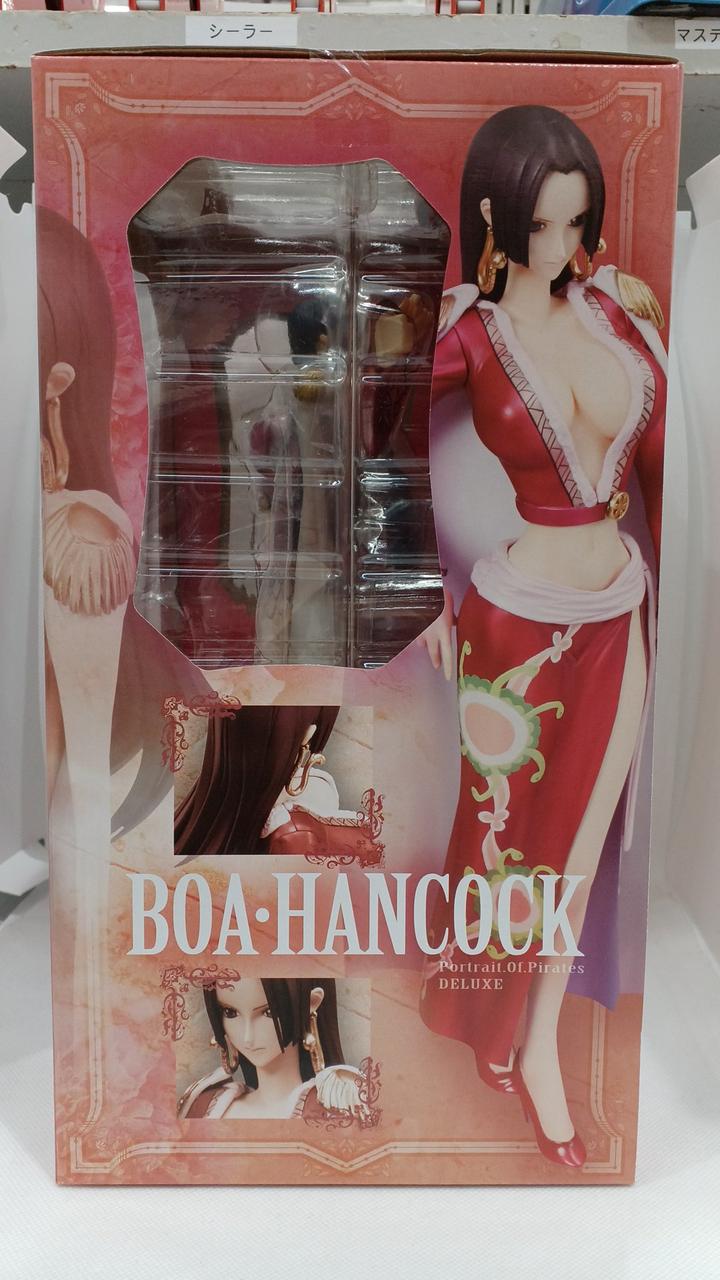 シーラー
マステ
BOA・HANCOCK
Portrait.Of.Pirates
DELUXE